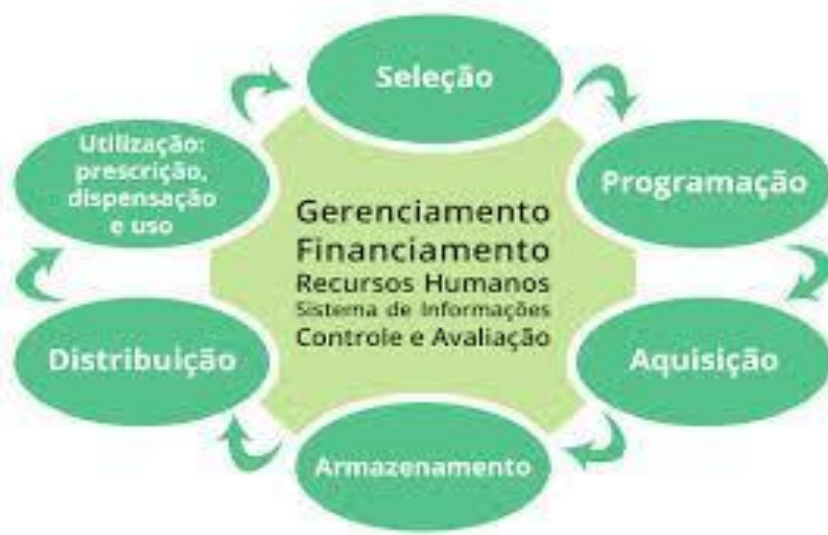 Seleção
Programação
Aquisição
Armazenamento
Distribuição
Utilização:
prescrição,
dispensação
e uso
Gerenciamento
Financiamento
Recursos Humanos
Sistema de Informações
Controle e Avaliação